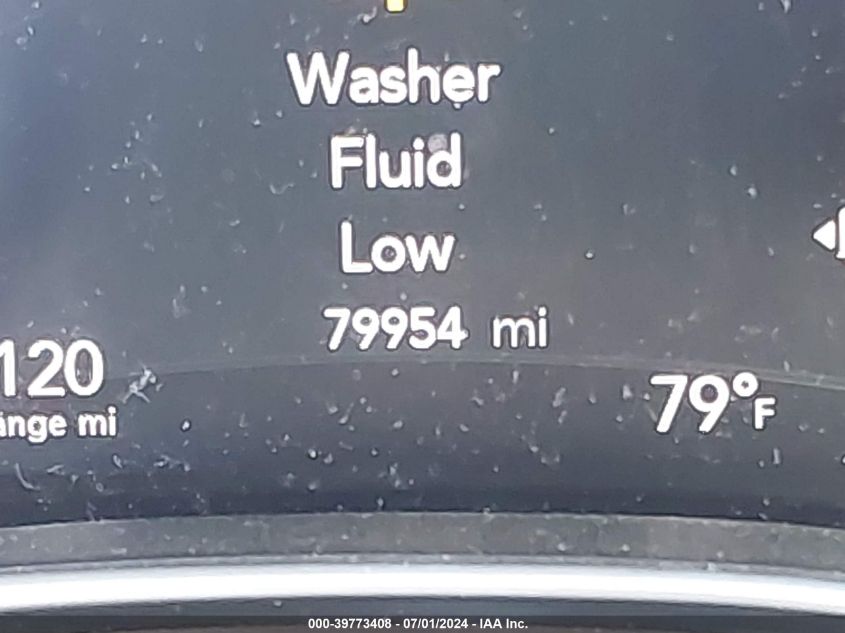 Washer
Fluid
Low
79954 mi
120
ange mi
79°F
000-39773408 - 07/01/2024 - IAA Inc.